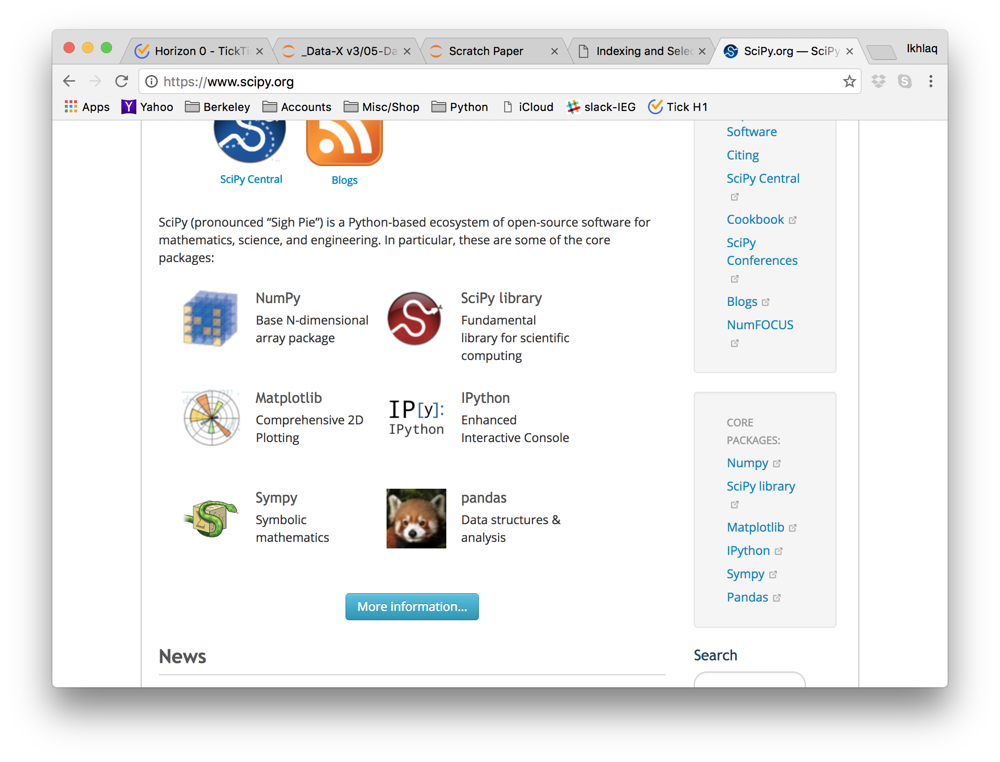 Horizon 0 - TickTi
_Data-X v3/05-Da
Scratch Paper
Indexing and Selec
SciPy.org — SciPy
Ikhlaq
https://www.scipy.org
Apps
Yahoo
Berkeley
Accounts
Misc/Shop
Python
iCloud
slack-IEG
Tick H1
SciPy Central
Blogs
SciPy (pronounced “Sigh Pie”) is a Python-based ecosystem of open-source software for
mathematics, science, and engineering. In particular, these are some of the core
packages:
NumPy
Base N-dimensional
array package
SciPy library
Fundamental
library for scientific
computing
Matplotlib
Comprehensive 2D
Plotting
IP[y]:
IPython
IPython
Enhanced
Interactive Console
Sympy
Symbolic
mathematics
pandas
Data structures &
analysis
More information...
News
Software
Citing
SciPy Central
Cookbook
SciPy
Conferences
Blogs
NumFOCUS
CORE
PACKAGES:
Numpy
SciPy library
Matplotlib
IPython
Sympy
Pandas
Search